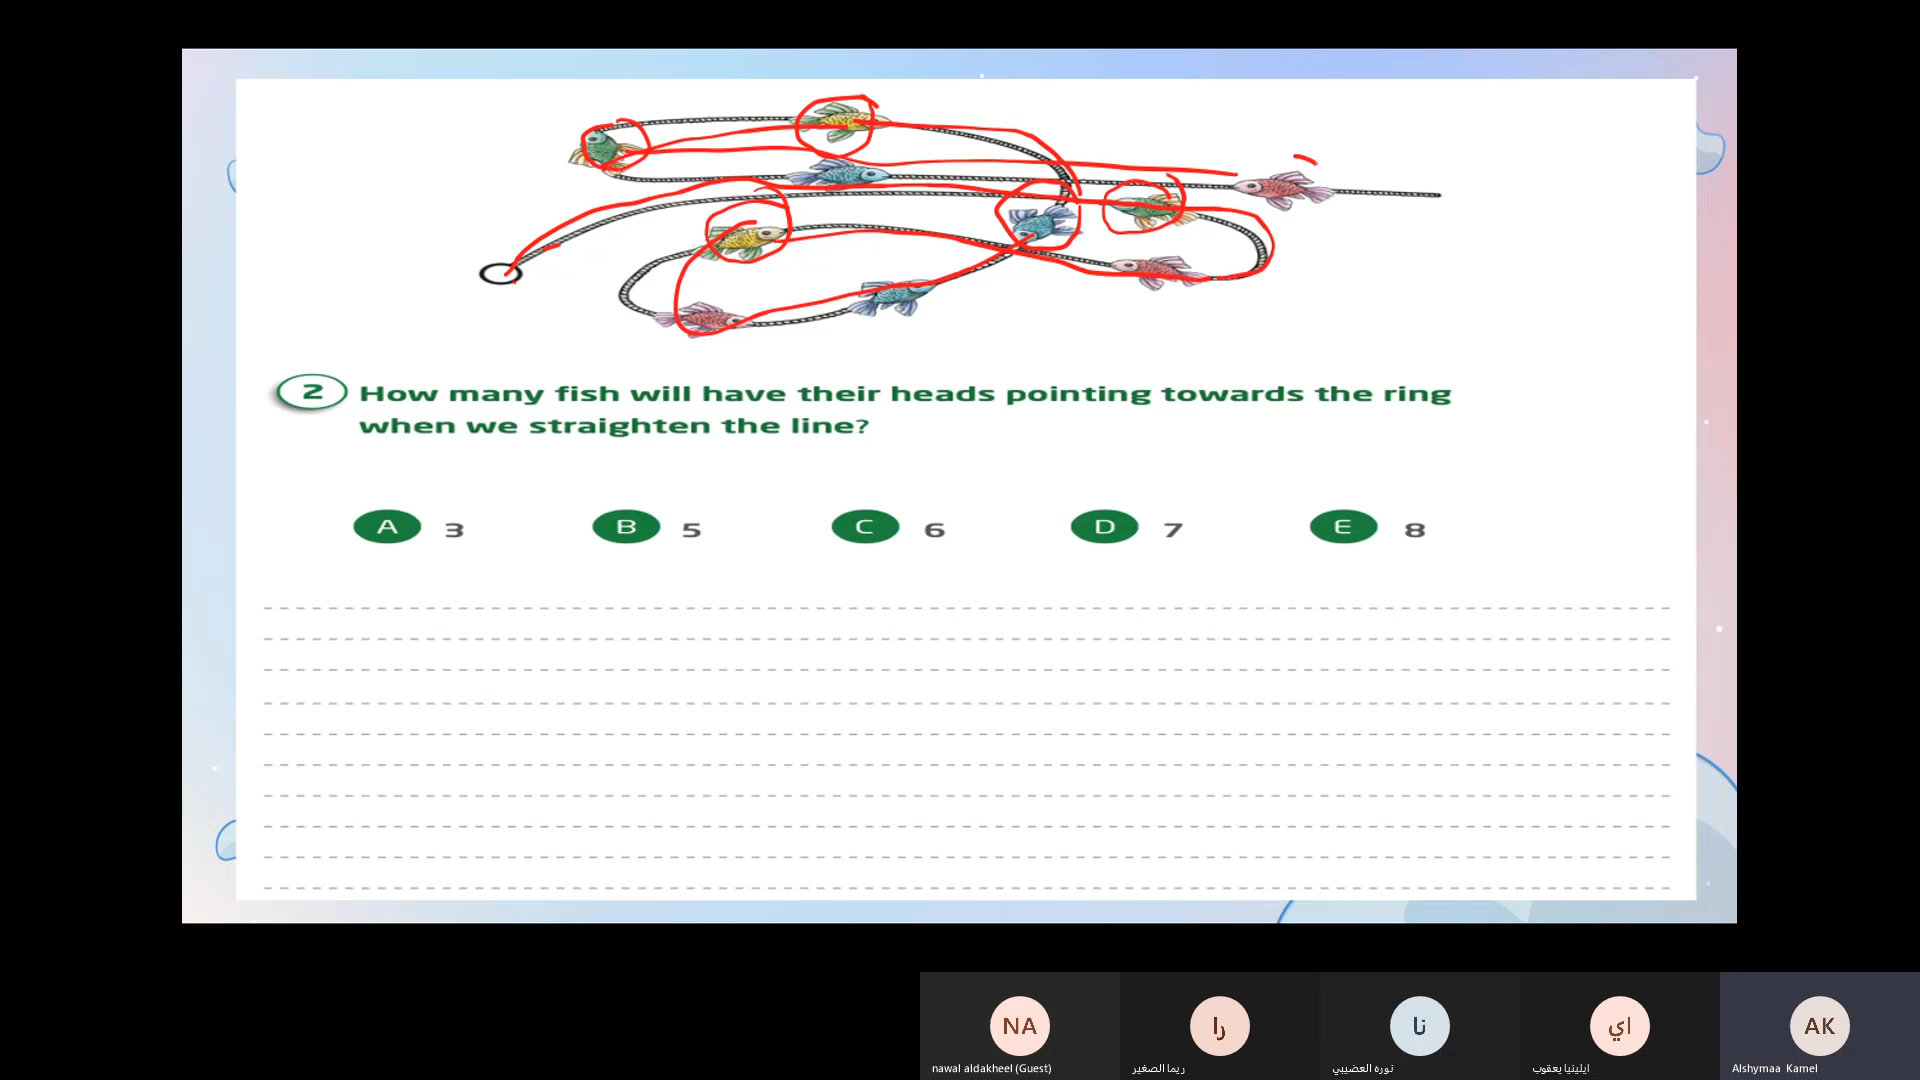 2 How many fish will have their heads pointing towards the ring
when we straighten the line?
A 3 B 5 C 6 D 7 E 8
NA را نا اي AK
nawal aldakheel (Guest) ريما الصغير نوره العضيبي ايلينيا يعقوب Alshymaa Kamel